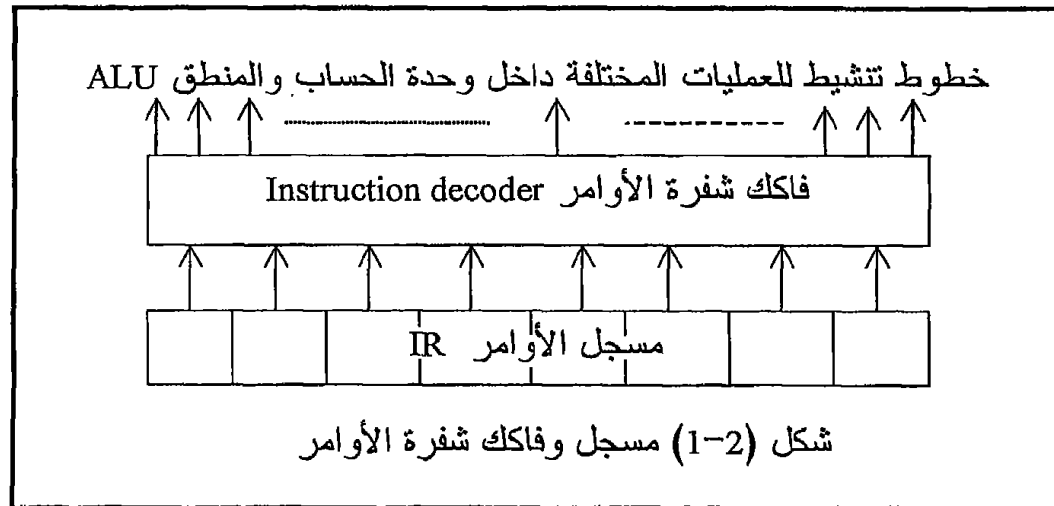 خطوط تنشيط للعمليات المختلفة داخل وحدة الحساب والمنطق ALU
فاكك شفرة الأوامر Instruction decoder
مسجل الأوامر IR
شكل (2-1) مسجل وفاكك شفرة الأوامر